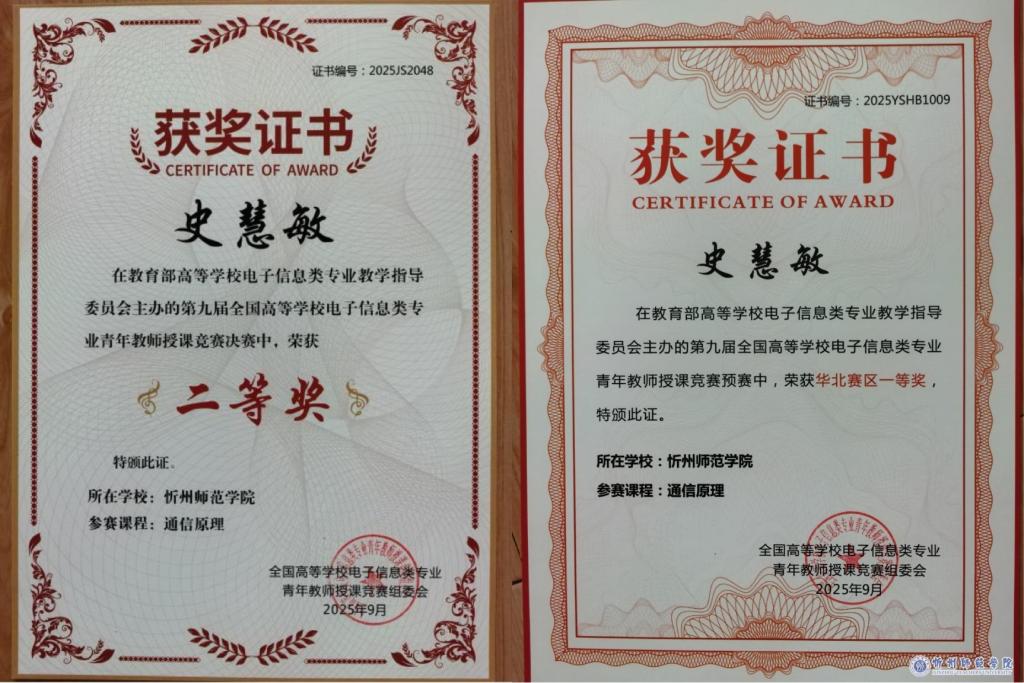 证书编号：2025JS2048
获奖证书
CERTIFICATE OF AWARD
史慧敏
在教育部高等学校电子信息类专业教学指导
委员会主办的第九届全国高等学校电子信息类专
业青年教师授课竞赛决赛中，荣获
二等奖
特颁此证。
所在学校：忻州师范学院
参赛课程：通信原理
全国高等学校电子信息类专业
青年教师授课竞赛组委会
2025年9月
证书编号：2025YSHB1009
获奖证书
CERTIFICATE OF AWARD
史慧敏
在教育部高等学校电子信息类专业教学指导
委员会主办的第九届全国高等学校电子信息类专业
青年教师授课竞赛预赛中，荣获华北赛区一等奖，
特颁此证。
所在学校：忻州师范学院
参赛课程：通信原理
全国高等学校电子信息类专业
青年教师授课竞赛组委会
2025年9月
忻州师范学院